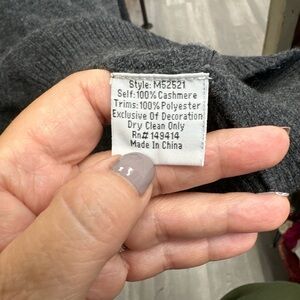 Style: M52521
Self: 100% Cashmere
Trims: 100% Polyester
Exclusive Of Decoration
Dry Clean Only
Rn# 149414
Made In China